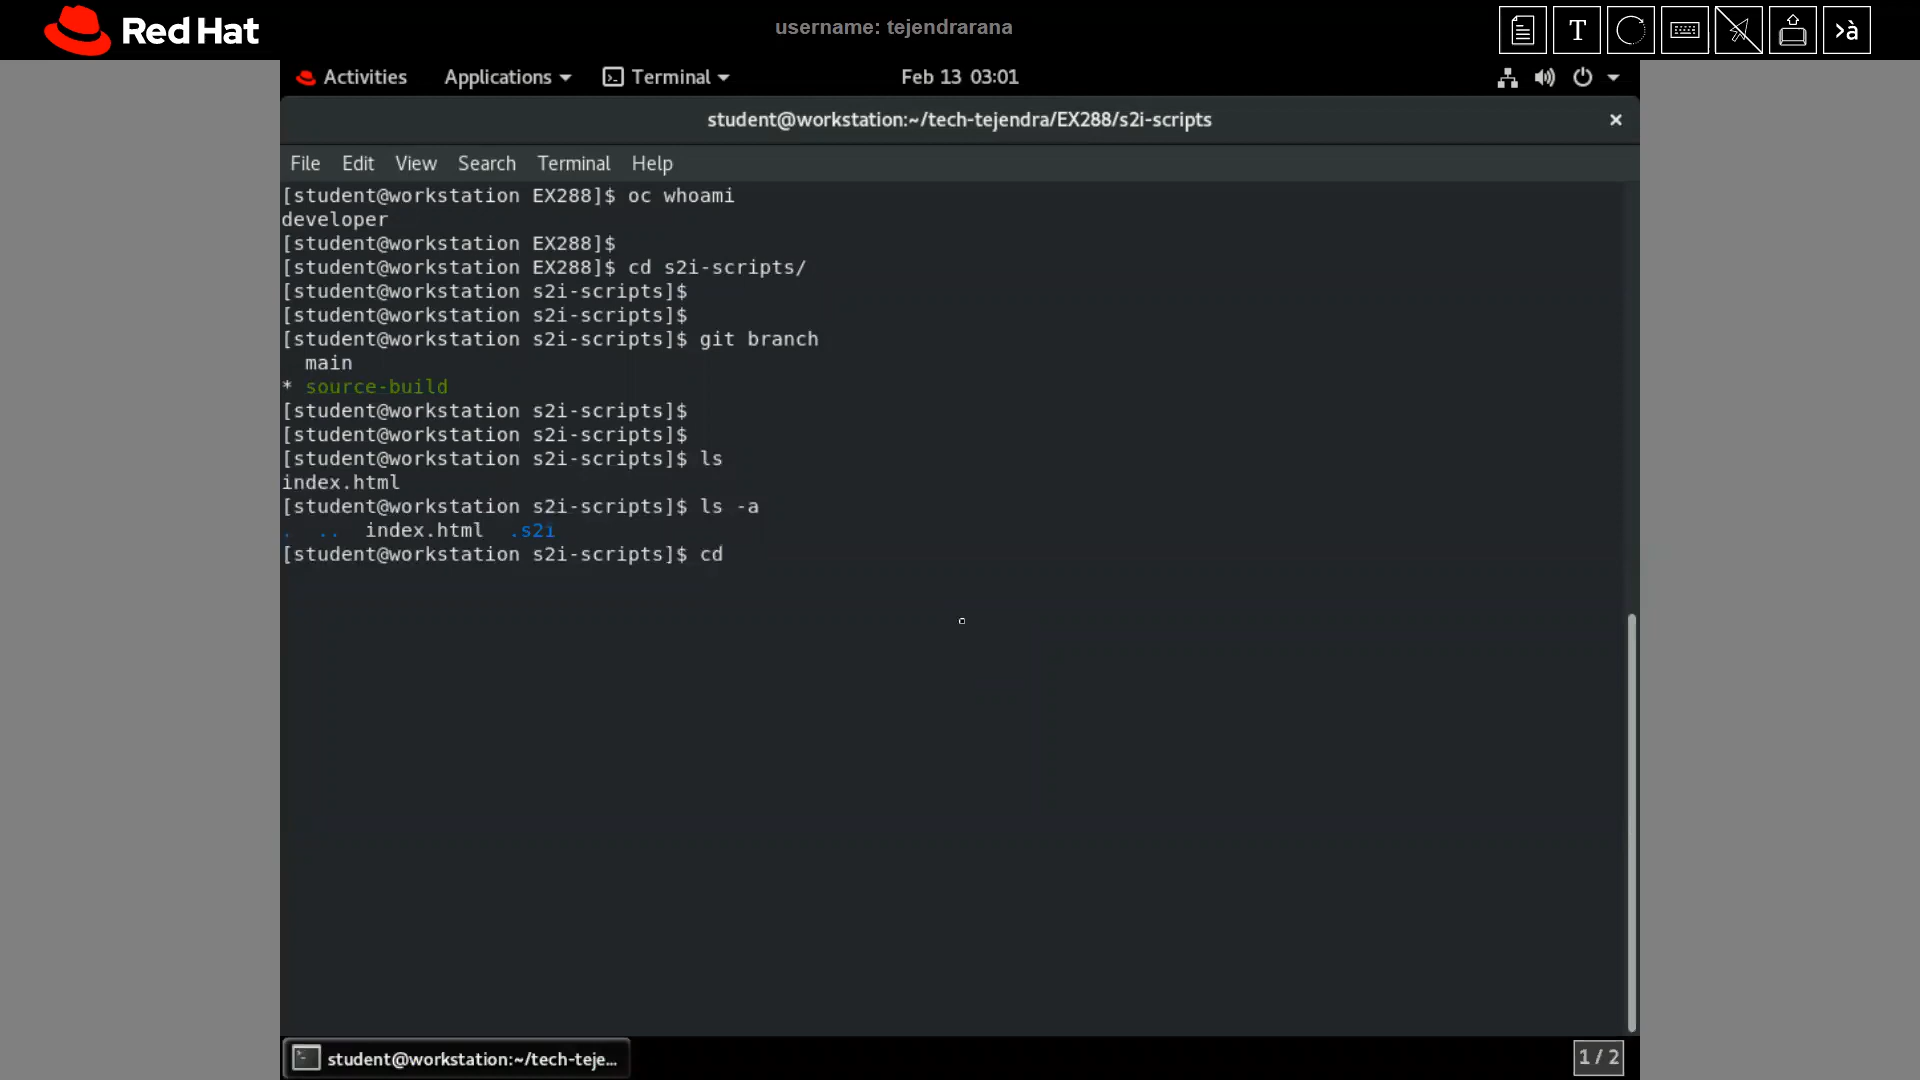 Red Hat
username: tejendrarana
T
>à
Activities Applications Terminal Feb 13 03:01
student@workstation:~/tech-tejendra/EX288/s2i-scripts ×
File Edit View Search Terminal Help
[student@workstation EX288]$ oc whoami
developer
[student@workstation EX288]$
[student@workstation EX288]$ cd s2i-scripts/
[student@workstation s2i-scripts]$
[student@workstation s2i-scripts]$
[student@workstation s2i-scripts]$ git branch
main
* source-build
[student@workstation s2i-scripts]$
[student@workstation s2i-scripts]$
[student@workstation s2i-scripts]$ ls
index.html
[student@workstation s2i-scripts]$ ls -a
. .. index.html .s2i
[student@workstation s2i-scripts]$ cd
student@workstation:~/tech-teje... 1 / 2